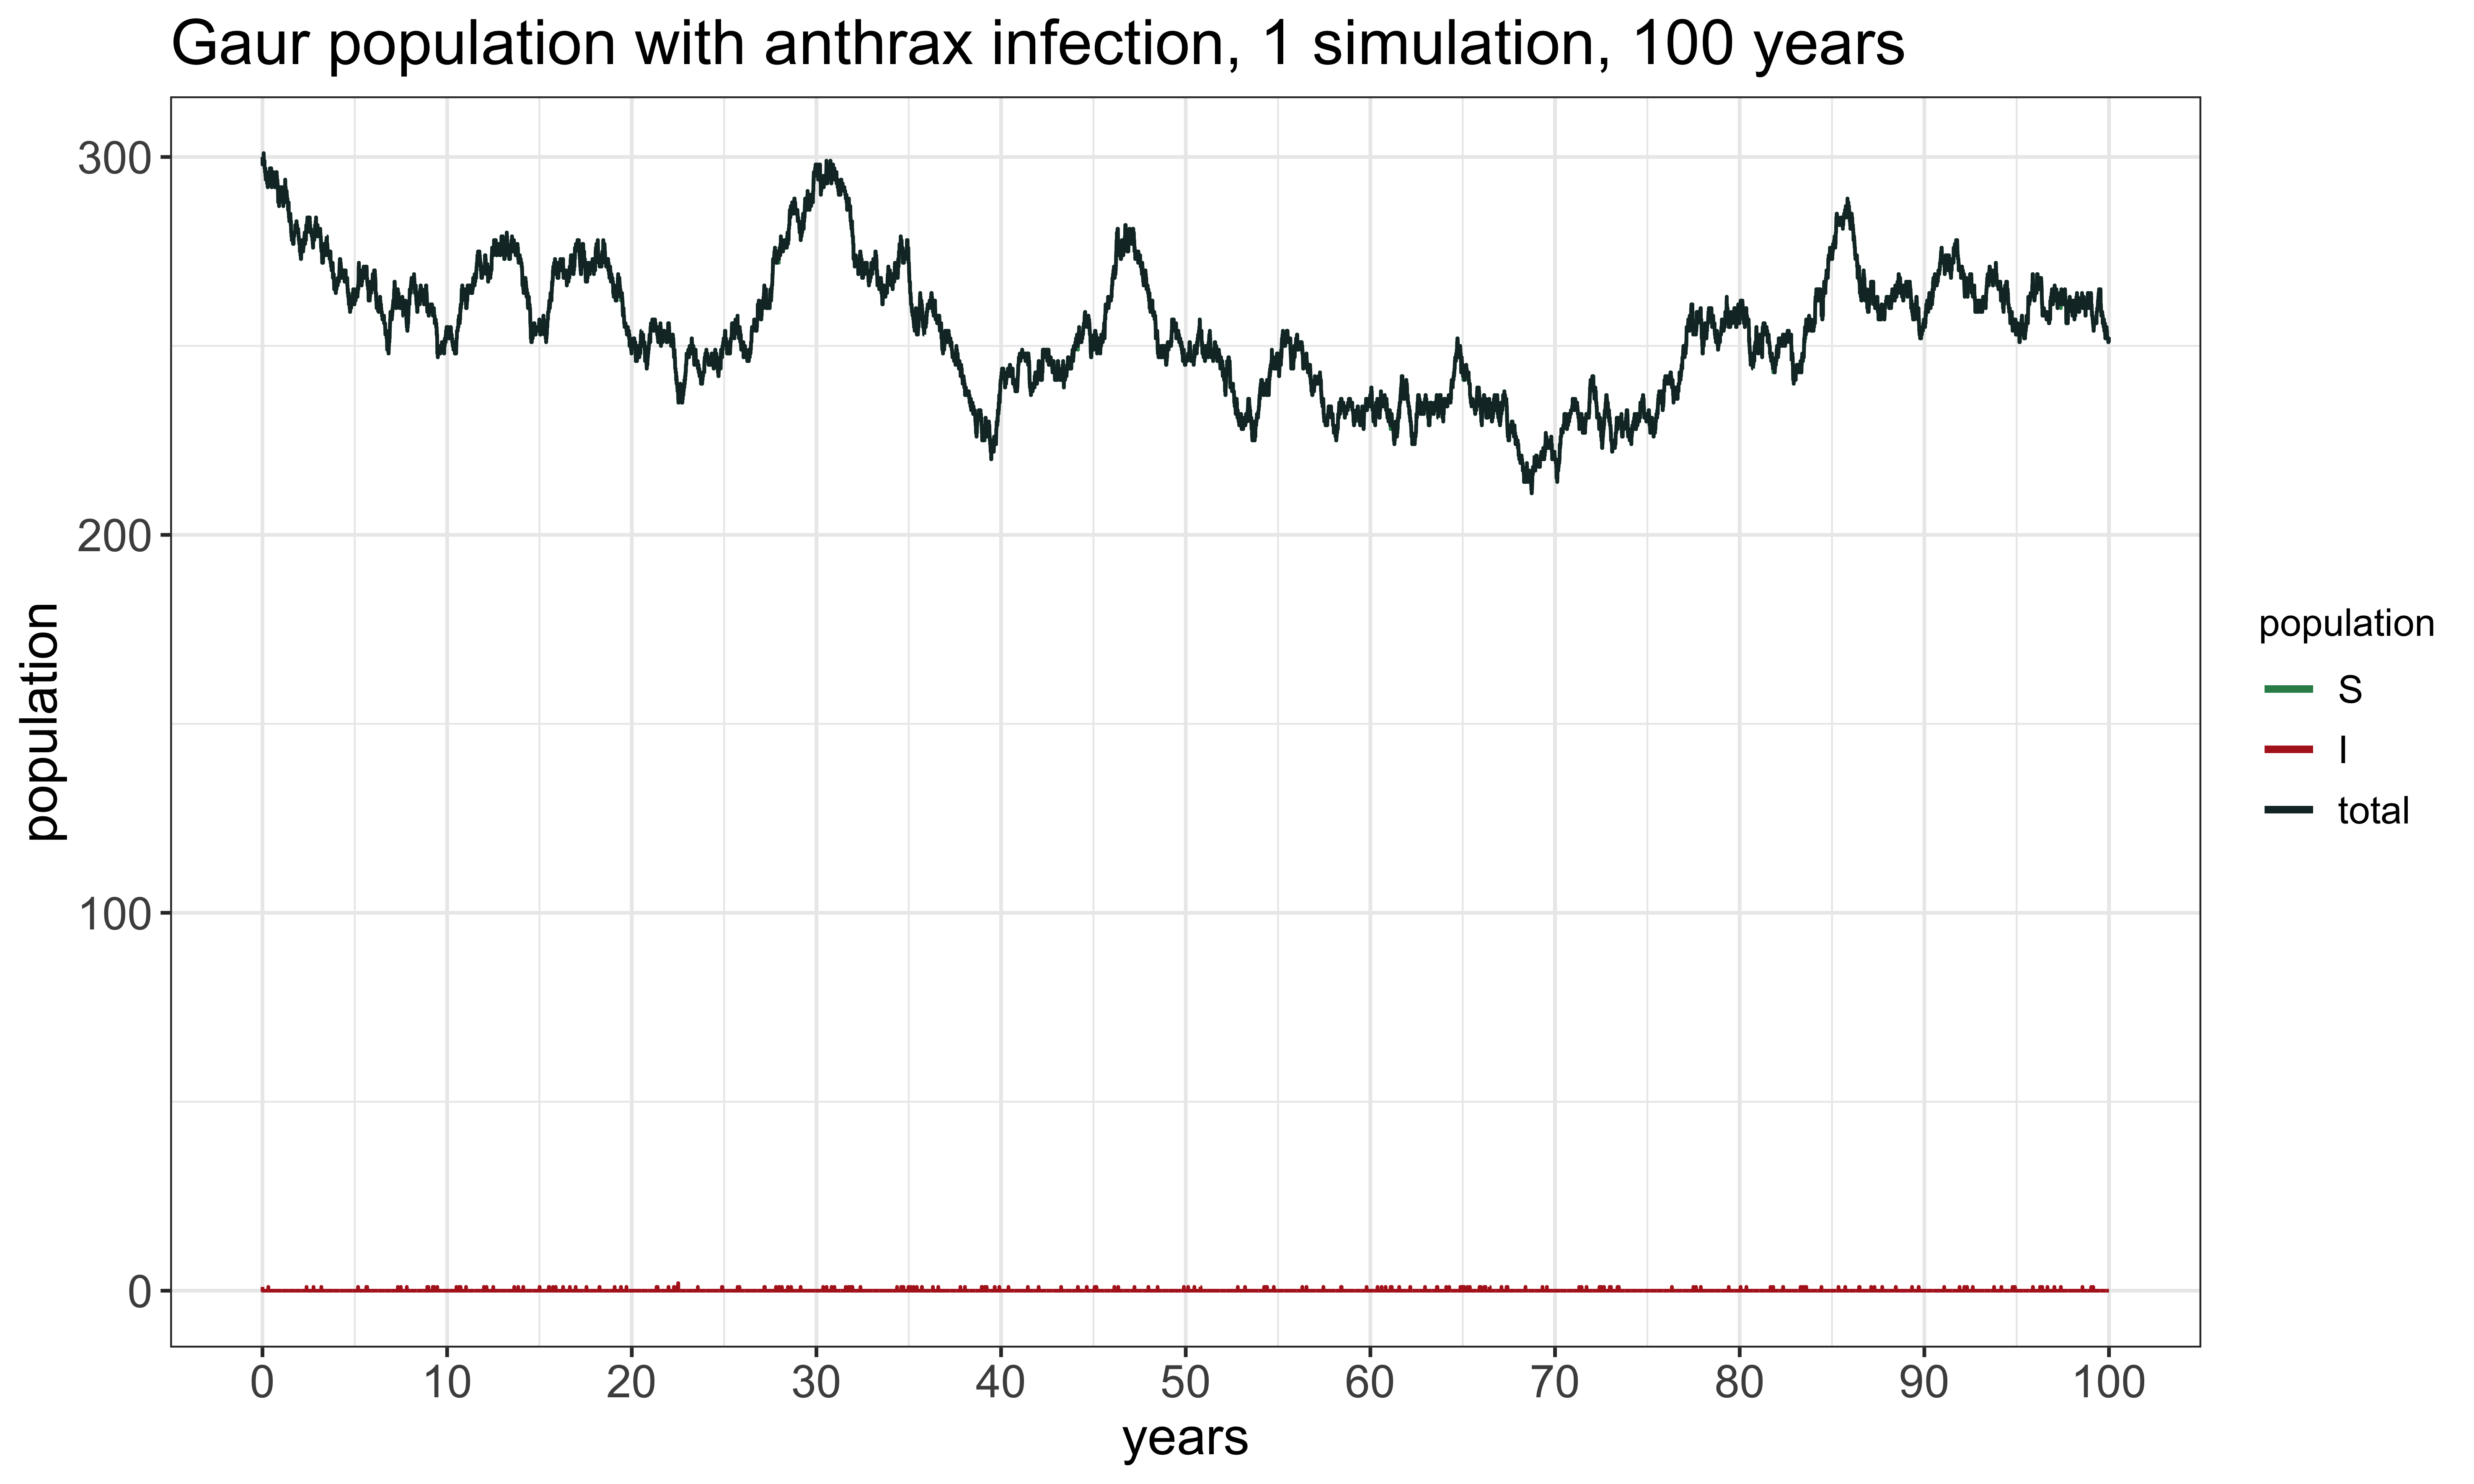 Gaur population with anthrax infection, 1 simulation, 100 years
300
200
100
0
population
0 10 20 30 40 50 60 70 80 90 100
years
population
S
I
total